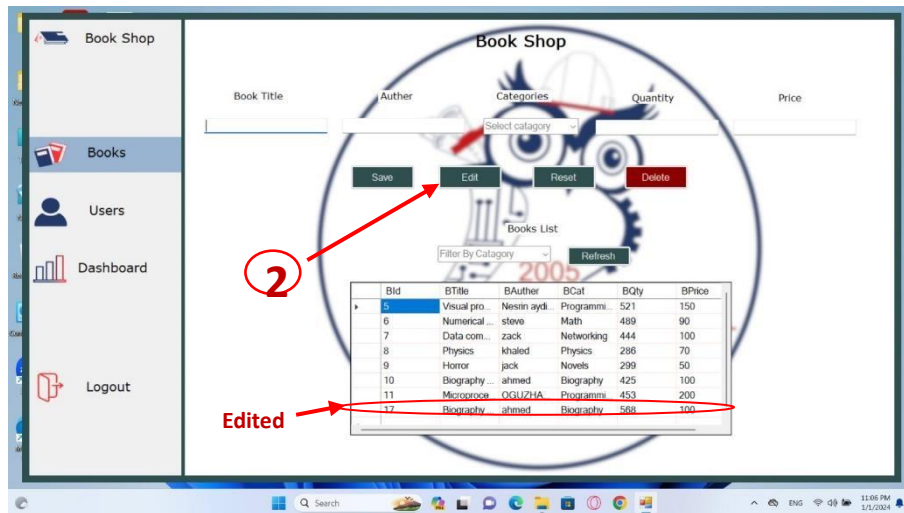 Book Shop
Book Shop
Book Title Auther Categories Quantity Price
Select catagory
Books
Save Edit Reset Delete
Users
Books List
Filter By Catagory Refresh
Dashboard
2
2005
BId BTitle BAuther BCat BQty BPrice
5 Visual pro... Nesrin aydi... Programmi... 521 150
6 Numerical ... steve Math 489 90
7 Data com... zack Networking 444 100
8 Physics khaled Physics 286 70
9 Horror jack Novels 299 50
10 Biography ... ahmed Biography 425 100
11 Microproce... OGUZHA... Programmi... 453 200
17 Biography ... ahmed Biography 568 100
Logout
Edited
Search
ENG
11:06 PM
1/1/2024